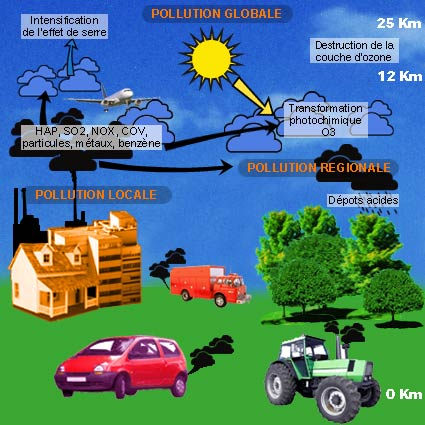 Intensification
de l'effet de serre
POLLUTION GLOBALE
25 Km
Destruction de la
couche d'ozone
12 Km
Transformation
photochimique
O3
HAP, SO2, NOX, COV,
particules, métaux, benzène
POLLUTION REGIONALE
POLLUTION LOCALE
Dépots acides
0 Km